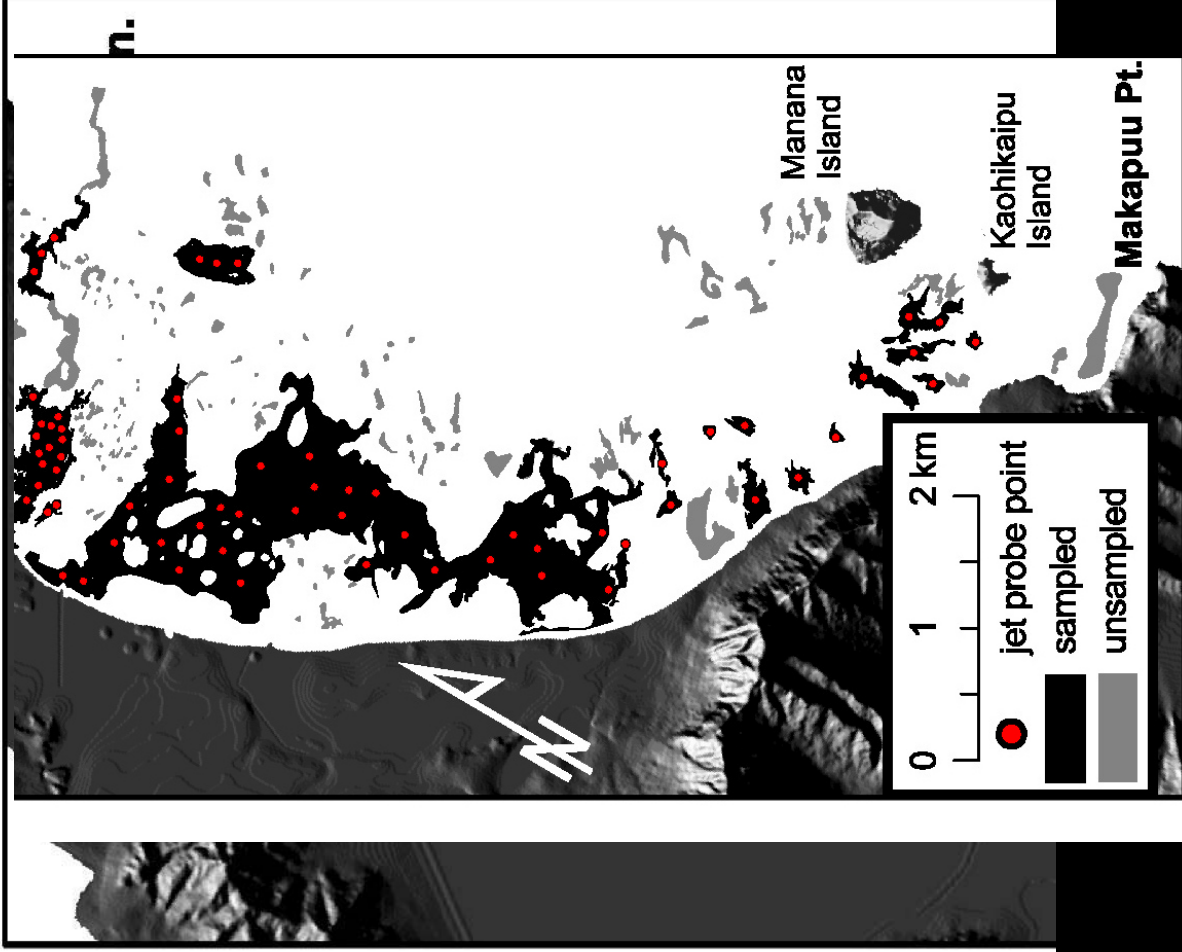 n.
Manana
Island
Kaohikaipu
Island
Makapuu Pt.
N
0 1 2 km
jet probe point
sampled
unsampled